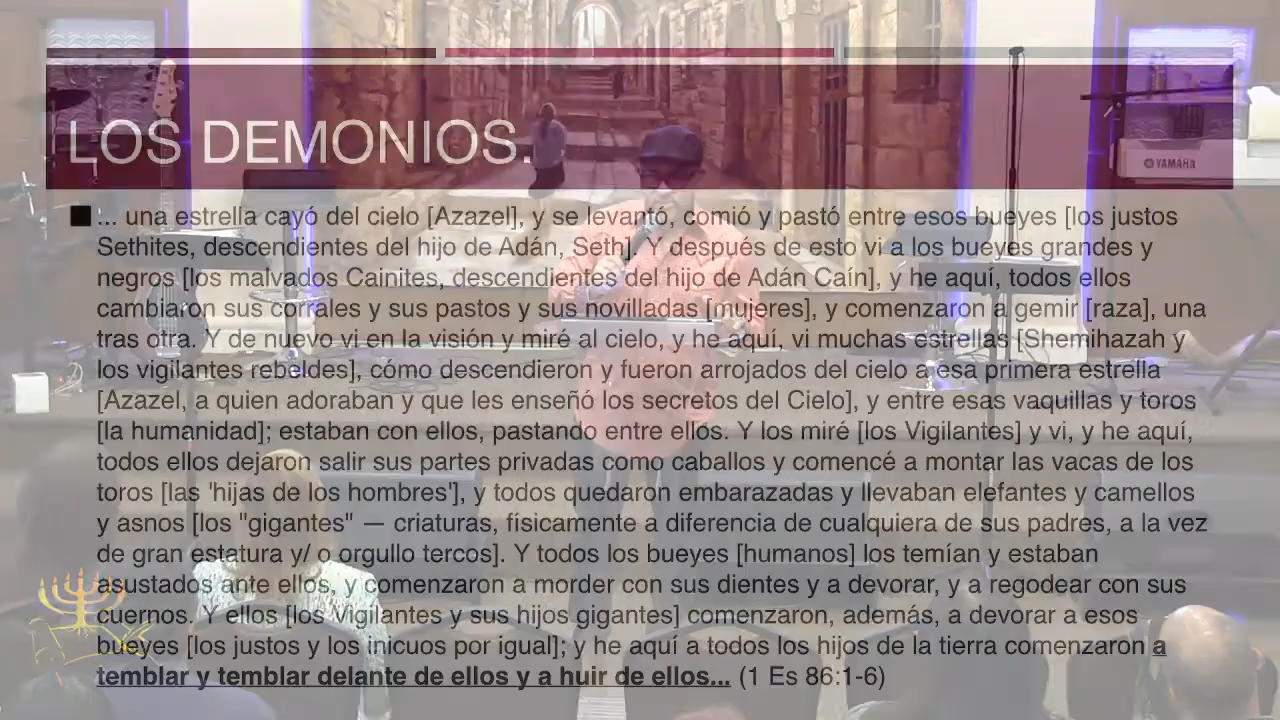 LOS DEMONIOS.
... una estrella cayó del cielo [Azazel], y se levantó, comió y pastó entre esos bueyes [los justos
Sethites, descendientes del hijo de Adán, Seth]. Y después de esto vi a los bueyes grandes y
negros [los malvados Cainites, descendientes del hijo de Adán Caín], y he aquí, todos ellos
cambiaron sus corrales y sus pastos y sus novilladas [mujeres], y comenzaron a gemir [raza], una
tras otra. Y de nuevo vi en la visión y miré al cielo, y he aquí, vi muchas estrellas [Shemihazah y
los vigilantes rebeldes], cómo descendieron y fueron arrojados del cielo a esa primera estrella
[Azazel, a quien adoraban y que les enseñó los secretos del Cielo], y entre esas vaquillas y toros
[la humanidad]; estaban con ellos, pastando entre ellos. Y los miré [los Vigilantes] y vi, y he aquí,
todos ellos dejaron salir sus partes privadas como caballos y comencé a montar las vacas de los
toros [las 'hijas de los hombres'], y todos quedaron embarazadas y llevaban elefantes y camellos
y asnos [los "gigantes" — criaturas, físicamente a diferencia de cualquiera de sus padres, a la vez
de gran estatura y/ o orgullo tercos]. Y todos los bueyes [humanos] los temían y estaban
asustados ante ellos, y comenzaron a morder con sus dientes y a devorar, y a regodear con sus
cuernos. Y ellos [los Vigilantes y sus hijos gigantes] comenzaron, además, a devorar a esos
bueyes [los justos y los inicuos por igual]; y he aquí a todos los hijos de la tierra comenzaron a
temblar y temblar delante de ellos y a huir de ellos... (1 Es 86:1-6)
YAMAHA